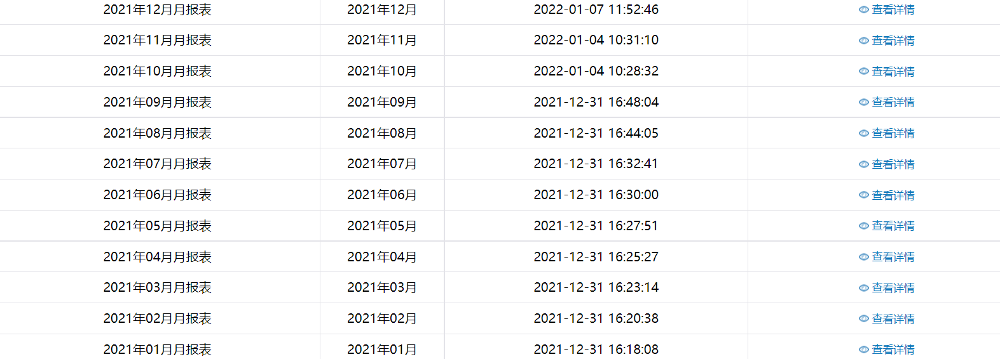 2021年12月月报表 2021年12月 2022-01-07 11:52:46 查看详情
2021年11月月报表 2021年11月 2022-01-04 10:31:10 查看详情
2021年10月月报表 2021年10月 2022-01-04 10:28:32 查看详情
2021年09月月报表 2021年09月 2021-12-31 16:48:04 查看详情
2021年08月月报表 2021年08月 2021-12-31 16:44:05 查看详情
2021年07月月报表 2021年07月 2021-12-31 16:32:41 查看详情
2021年06月月报表 2021年06月 2021-12-31 16:30:00 查看详情
2021年05月月报表 2021年05月 2021-12-31 16:27:51 查看详情
2021年04月月报表 2021年04月 2021-12-31 16:25:27 查看详情
2021年03月月报表 2021年03月 2021-12-31 16:23:14 查看详情
2021年02月月报表 2021年02月 2021-12-31 16:20:38 查看详情
2021年01月月报表 2021年01月 2021-12-31 16:18:08 查看详情